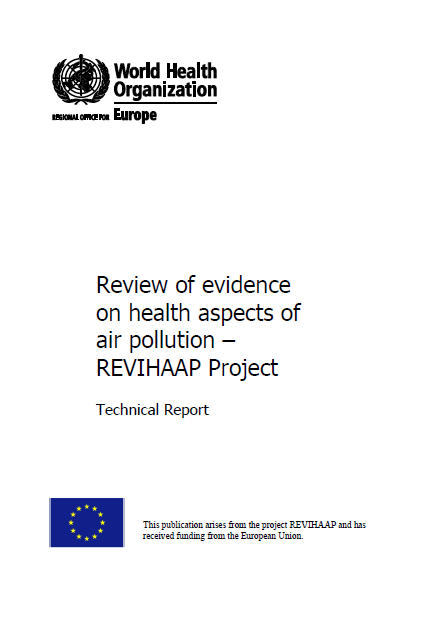 World Health
Organization
REGIONAL OFFICE FOR Europe
Review of evidence
on health aspects of
air pollution –
REVIHAAP Project
Technical Report
This publication arises from the project REVIHAAP and has
received funding from the European Union.